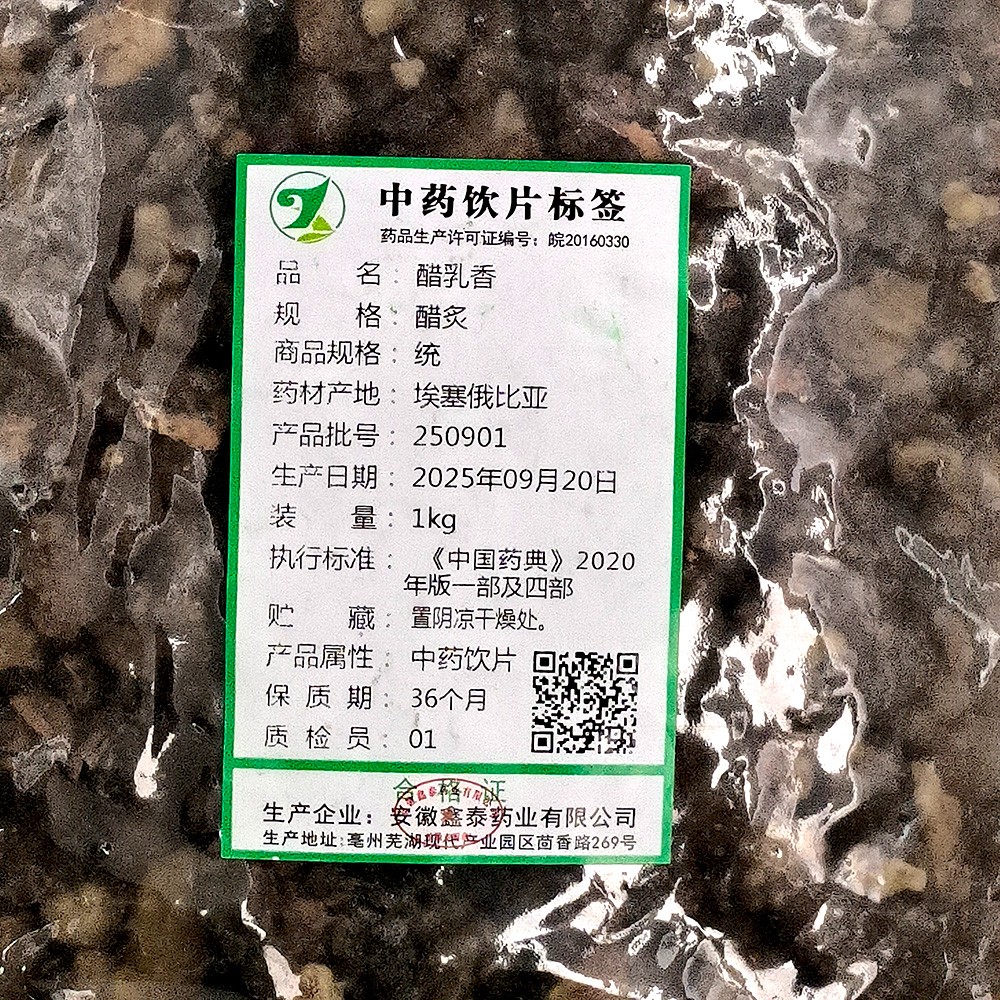 中药饮片标签
药品生产许可证编号：皖20160330
品 名：醋乳香
规 格：醋炙
商品规格：统
药材产地：埃塞俄比亚
产品批号：250901
生产日期：2025年09月20日
装 量：1kg
执行标准：《中国药典》2020
年版一部及四部
贮 藏：置阴凉干燥处。
产品属性：中药饮片
保 质 期：36个月
质 检 员：01
合 格 证
生产企业：安徽鑫泰药业有限公司
生产地址:亳州芜湖现代产业园区茴香路269号